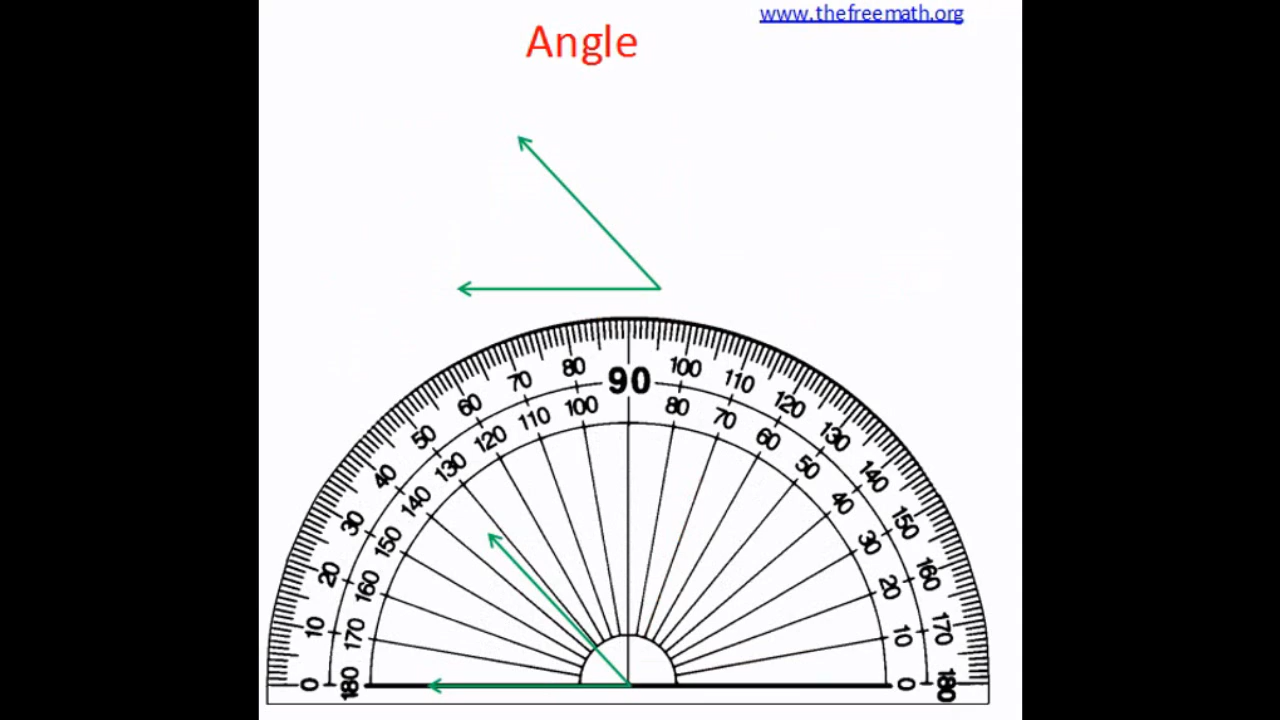 www.thefreemath.org
Angle
0 10 20 30 40 50 60 70 80 90 100 110 120 130 140 150 160 170 180
180 170 160 150 140 130 120 110 100 80 70 60 50 40 30 20 10 0